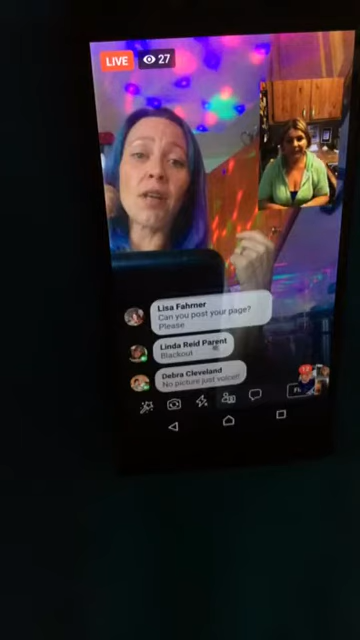 LIVE 27
Lisa Fahrner
Can you post your page?
Please
Linda Reid Parent
Blackout
Debra Cleveland
No picture just voice!